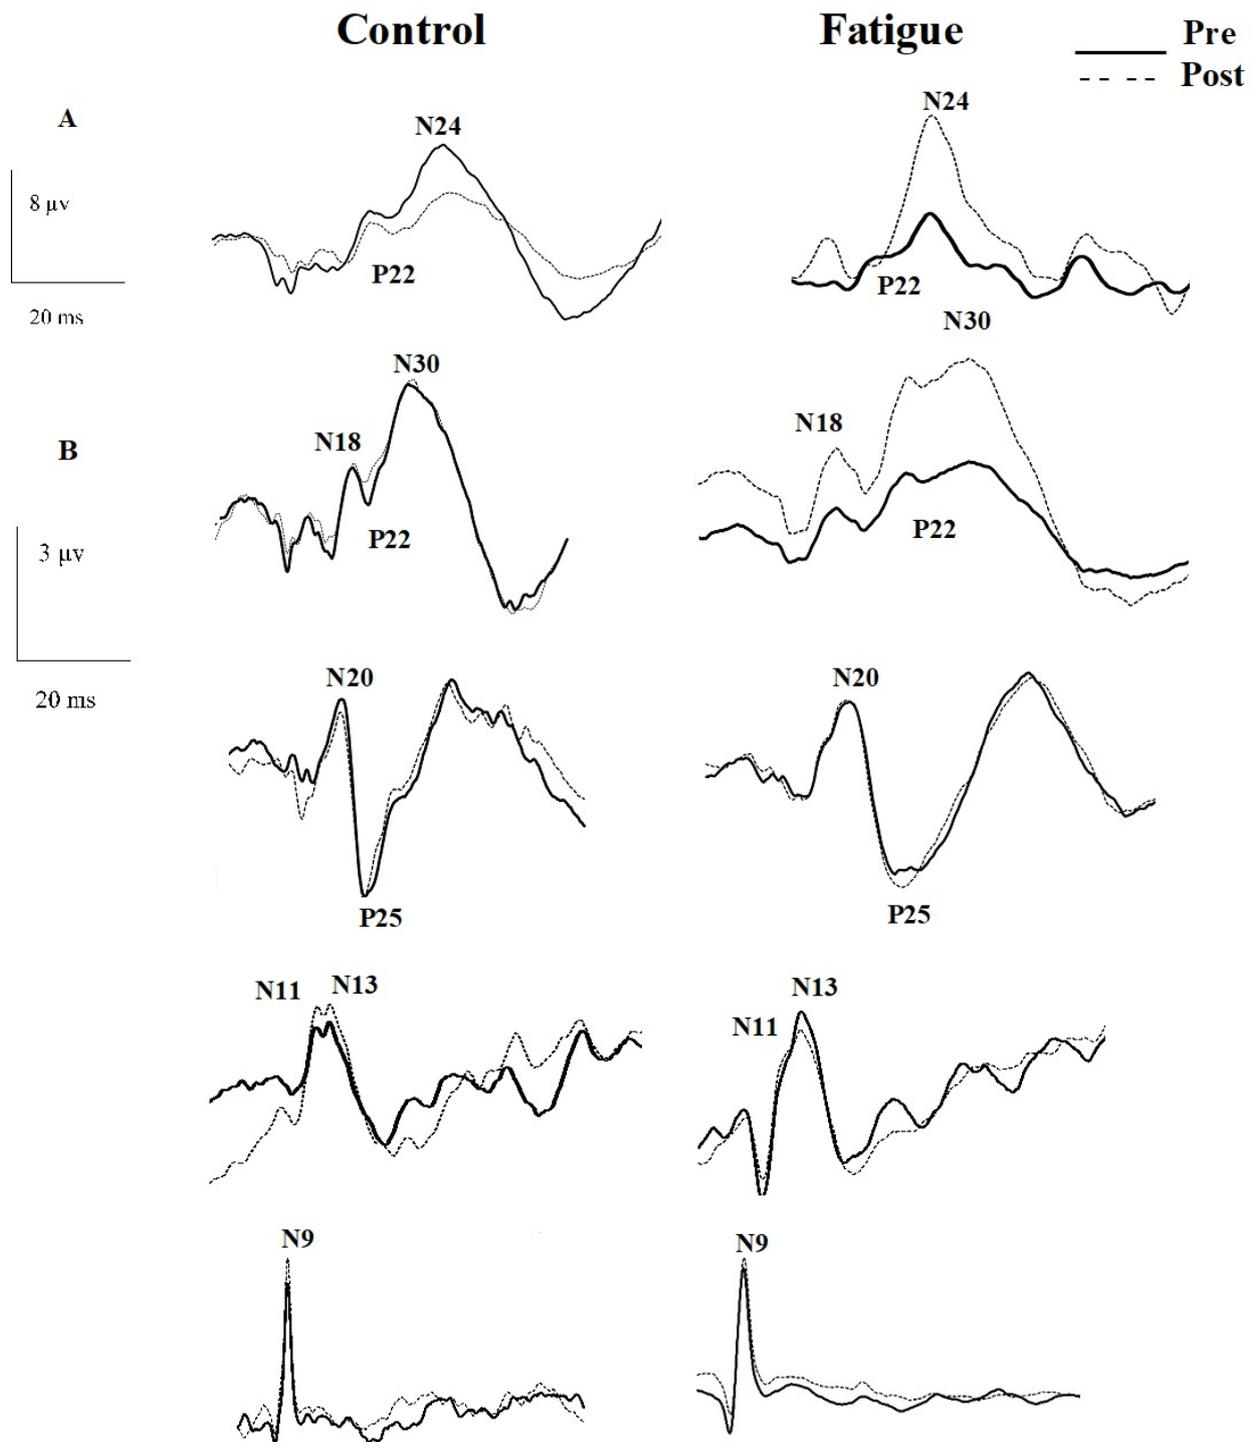 Control Fatigue Pre
Post
A
N24 N24
8 μv
P22 P22
20 ms
N30
N30
N18
N18
B
P22 P22
3 μv
N20 N20
20 ms
P25 P25
N11 N13 N13
N11
N9 N9